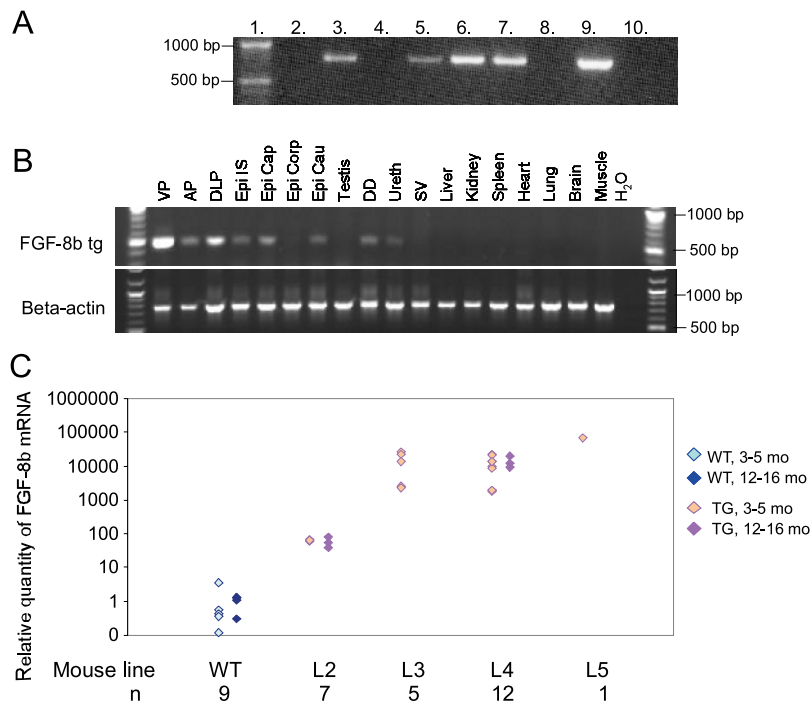 A
1. 2. 3. 4. 5. 6. 7. 8. 9. 10.
1000 bp
500 bp
B
VP AP DLP Epi IS Epi Cap Epi Corp Epi Cau Testis DD Ureth SV Liver Kidney Spleen Heart Lung Brain Muscle H2O
FGF-8b tg
1000 bp
500 bp
Beta-actin
1000 bp
500 bp
C
Relative quantity of FGF-8b mRNA
1000000
100000
10000
1000
100
10
1
0
WT, 3-5 mo
WT, 12-16 mo
TG, 3-5 mo
TG, 12-16 mo
Mouse line WT L2 L3 L4 L5
n 9 7 5 12 1